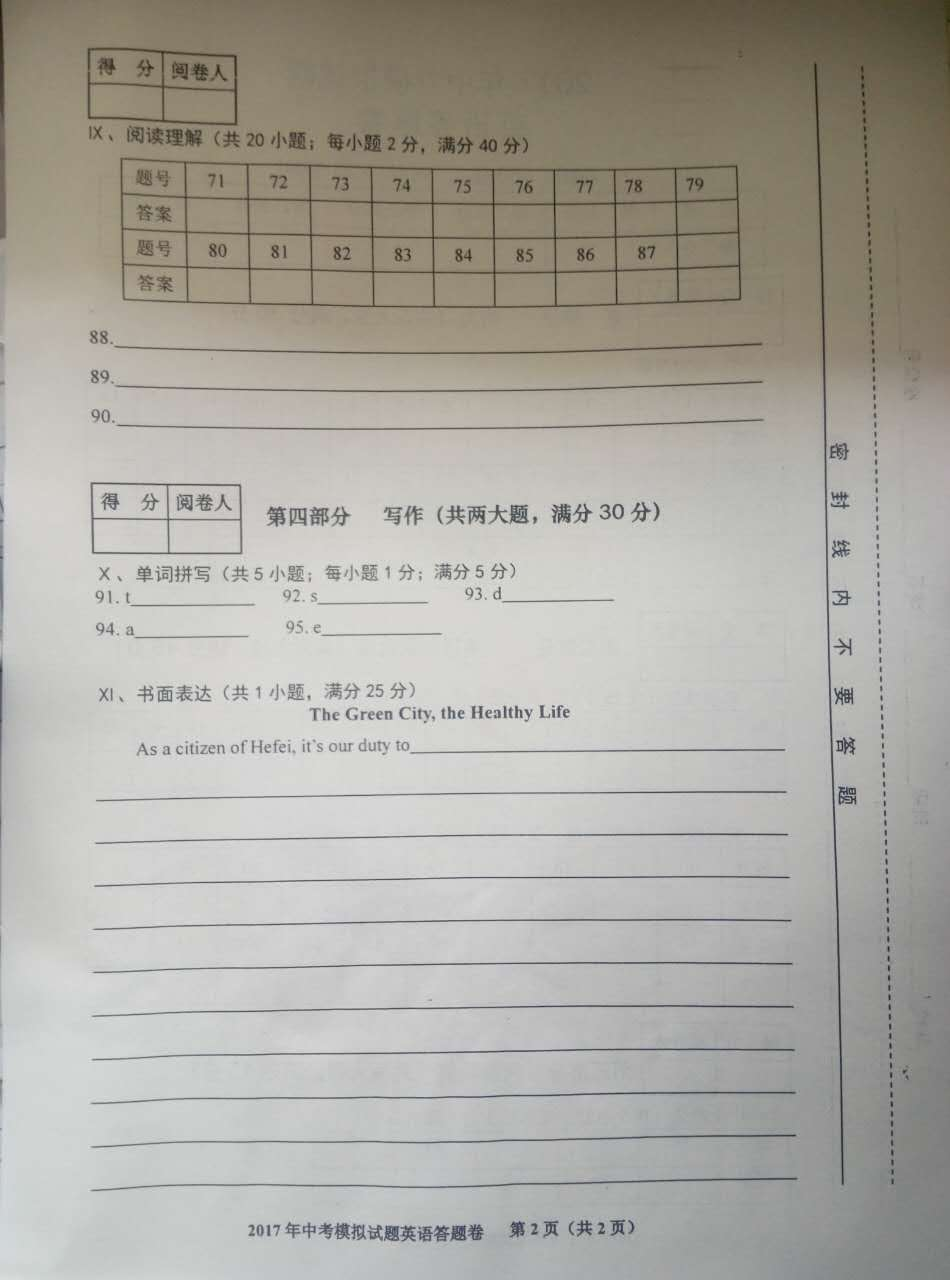 得 分 阅卷人
IX、阅读理解（共 20 小题；每小题 2 分，满分 40 分）
题号 71 72 73 74 75 76 77 78 79
答案
题号 80 81 82 83 84 85 86 87
答案
88.
89.
90.
得 分 阅卷人
第四部分 写作（共两大题，满分 30 分）
X 、单词拼写（共 5 小题；每小题 1 分；满分 5 分）
91. t____________ 92. s____________ 93. d____________
94. a____________ 95. e____________
XI、书面表达（共 1 小题，满分 25 分）
The Green City, the Healthy Life
As a citizen of Hefei, it's our duty to
2017 年中考模拟试题英语答题卷 第 2 页（共 2 页）
密封线内不要答题